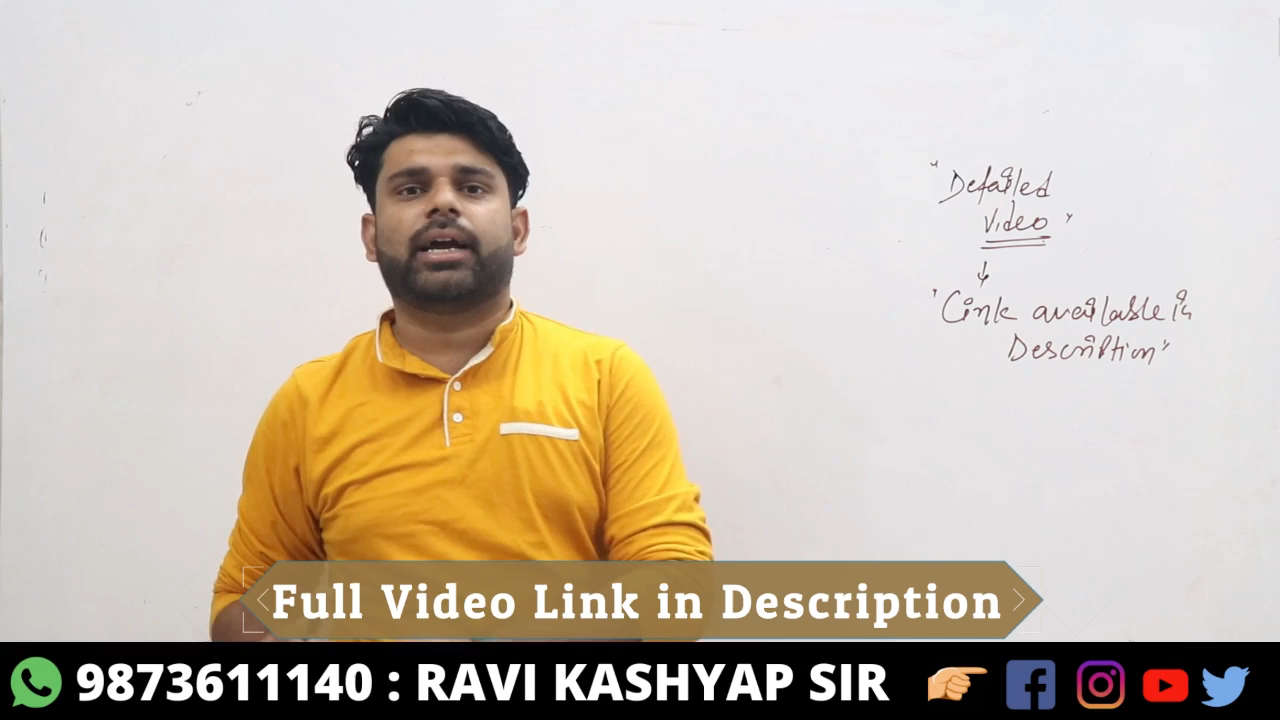 "Detailed
Video"
"Link available in
Description"
Full Video Link in Description
9873611140 : RAVI KASHYAP SIR